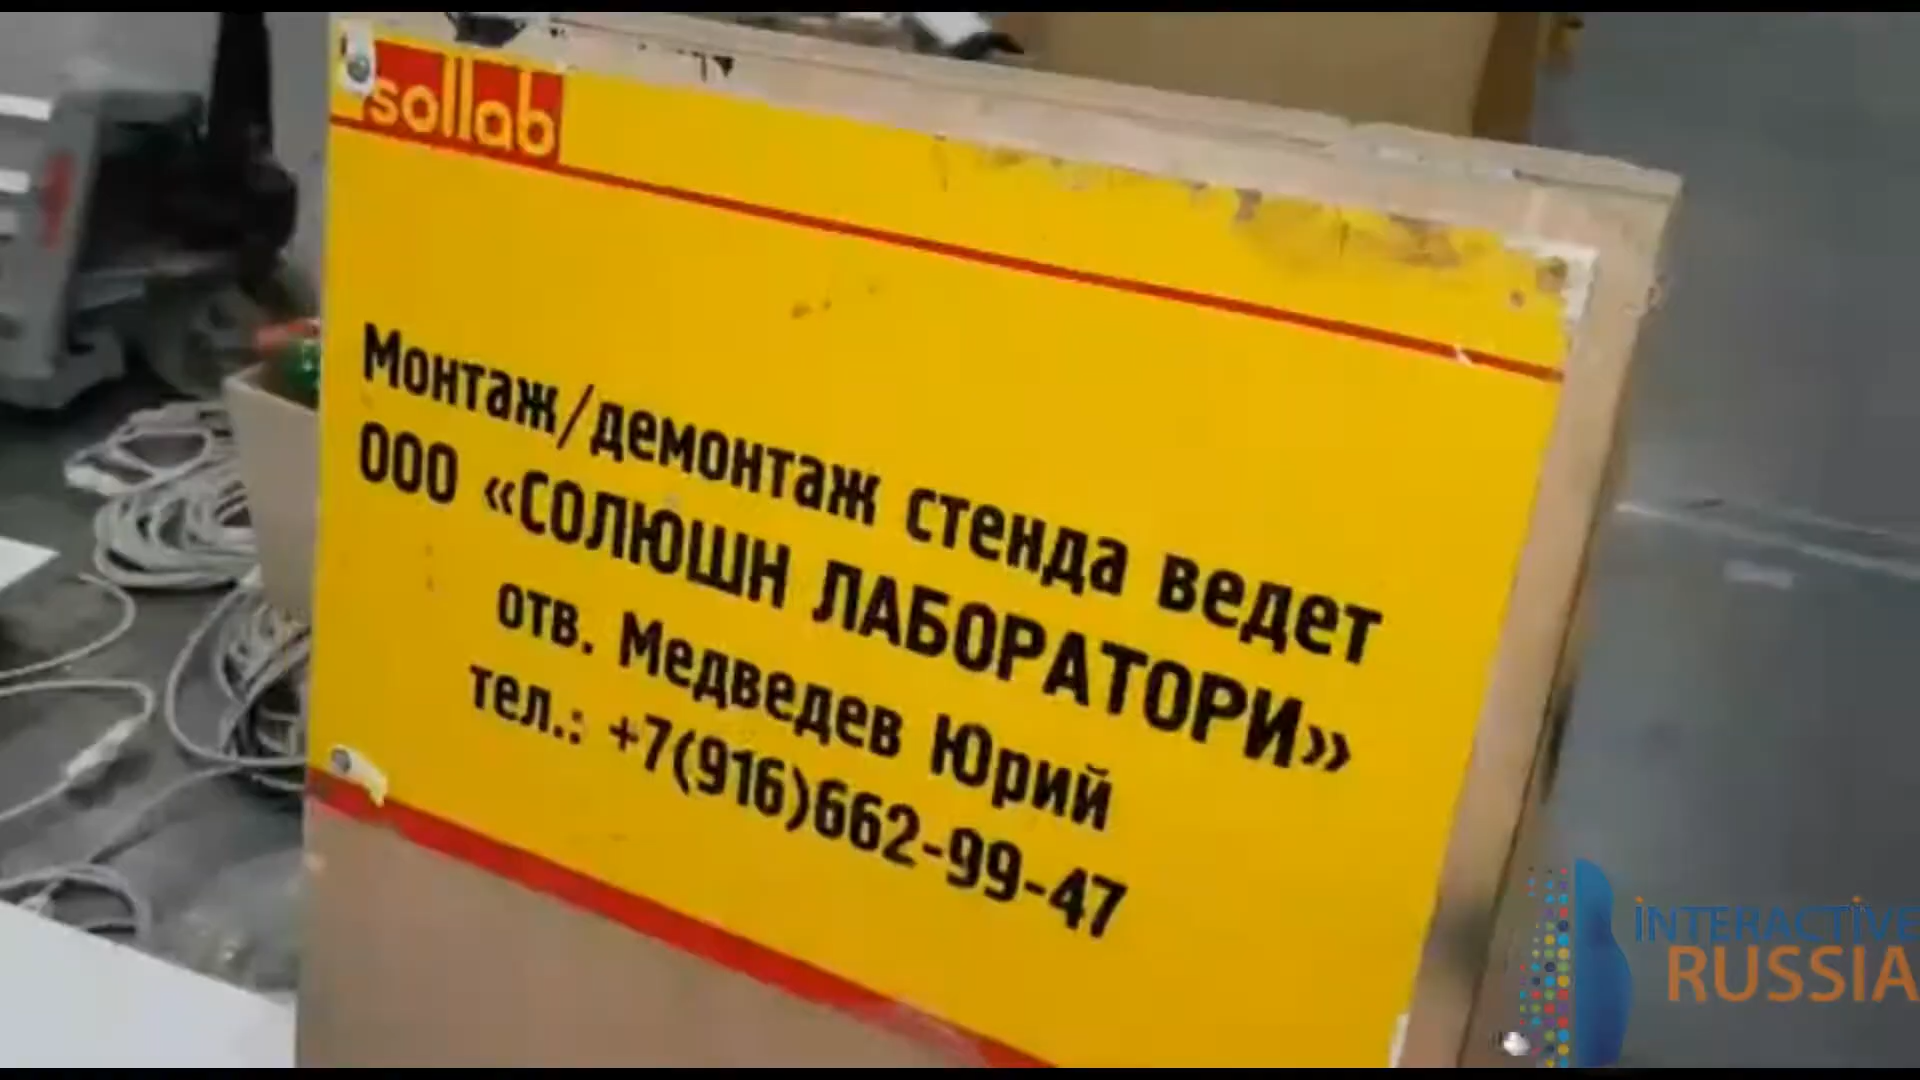 sollab
Монтаж/демонтаж стенда ведет
ООО «СОЛЮШН ЛАБОРАТОРИ»
отв. Медведев Юрий
тел.: +7(916)662-99-47
INTERACTIVE
RUSSIA